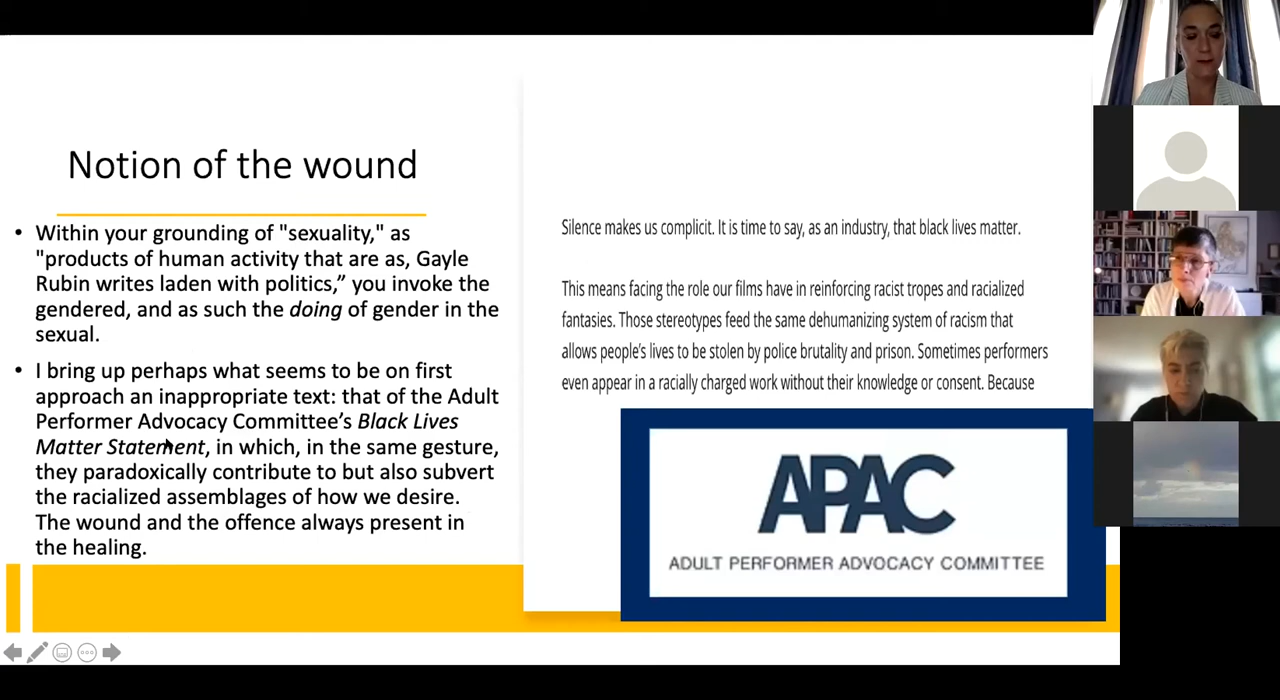 Notion of the wound
• Within your grounding of "sexuality," as
"products of human activity that are as, Gayle
Rubin writes laden with politics,” you invoke the
gendered, and as such the doing of gender in the
sexual.
• I bring up perhaps what seems to be on first
approach an inappropriate text: that of the Adult
Performer Advocacy Committee’s Black Lives
Matter Statement, in which, in the same gesture,
they paradoxically contribute to but also subvert
the racialized assemblages of how we desire.
The wound and the offence always present in
the healing.
Silence makes us complicit. It is time to say, as an industry, that black lives matter.
This means facing the role our films have in reinforcing racist tropes and racialized
fantasies. Those stereotypes feed the same dehumanizing system of racism that
allows people’s lives to be stolen by police brutality and prison. Sometimes performers
even appear in a racially charged work without their knowledge or consent. Because
APAC
ADULT PERFORMER ADVOCACY COMMITTEE